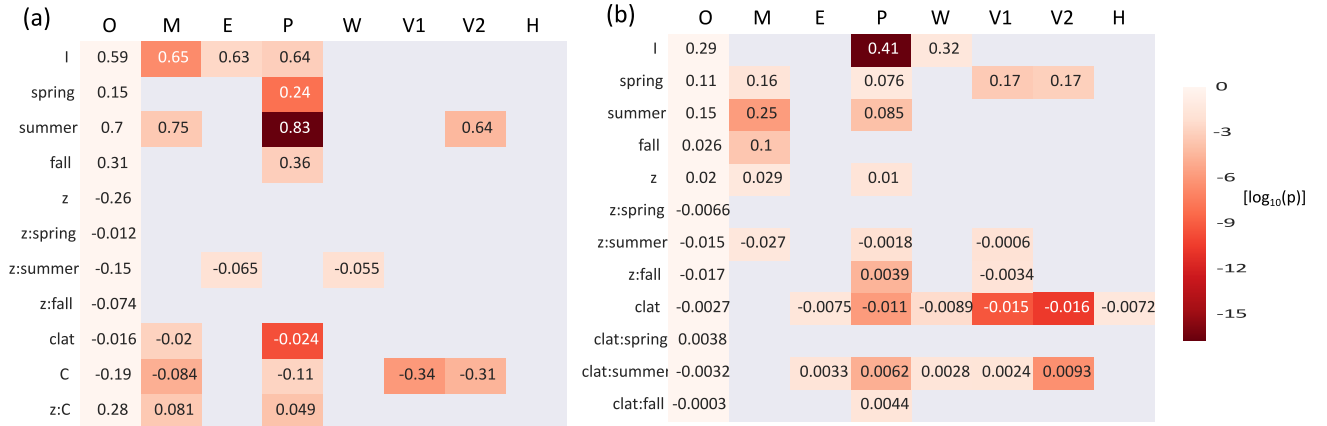 (a)
O M E P W V1 V2 H
I 0.59 0.65 0.63 0.64
spring 0.15 0.24
summer 0.7 0.75 0.83 0.64
fall 0.31 0.36
z -0.26
z:spring -0.012
z:summer -0.15 -0.065 -0.055
z:fall -0.074
clat -0.016 -0.02 -0.024
C -0.19 -0.084 -0.11 -0.34 -0.31
z:C 0.28 0.081 0.049
(b)
O M E P W V1 V2 H
I 0.29 0.41 0.32
spring 0.11 0.16 0.076 0.17 0.17
summer 0.15 0.25 0.085
fall 0.026 0.1
z 0.02 0.029 0.01
z:spring -0.0066
z:summer -0.015 -0.027 -0.0018 -0.0006
z:fall -0.017 0.0039 -0.0034
clat -0.0027 -0.0075 -0.011 -0.0089 -0.015 -0.016 -0.0072
clat:spring 0.0038
clat:summer -0.0032 0.0033 0.0062 0.0028 0.0024 0.0093
clat:fall -0.0003 0.0044
0
-3
-6
[log₁₀(p)]
-9
-12
-15